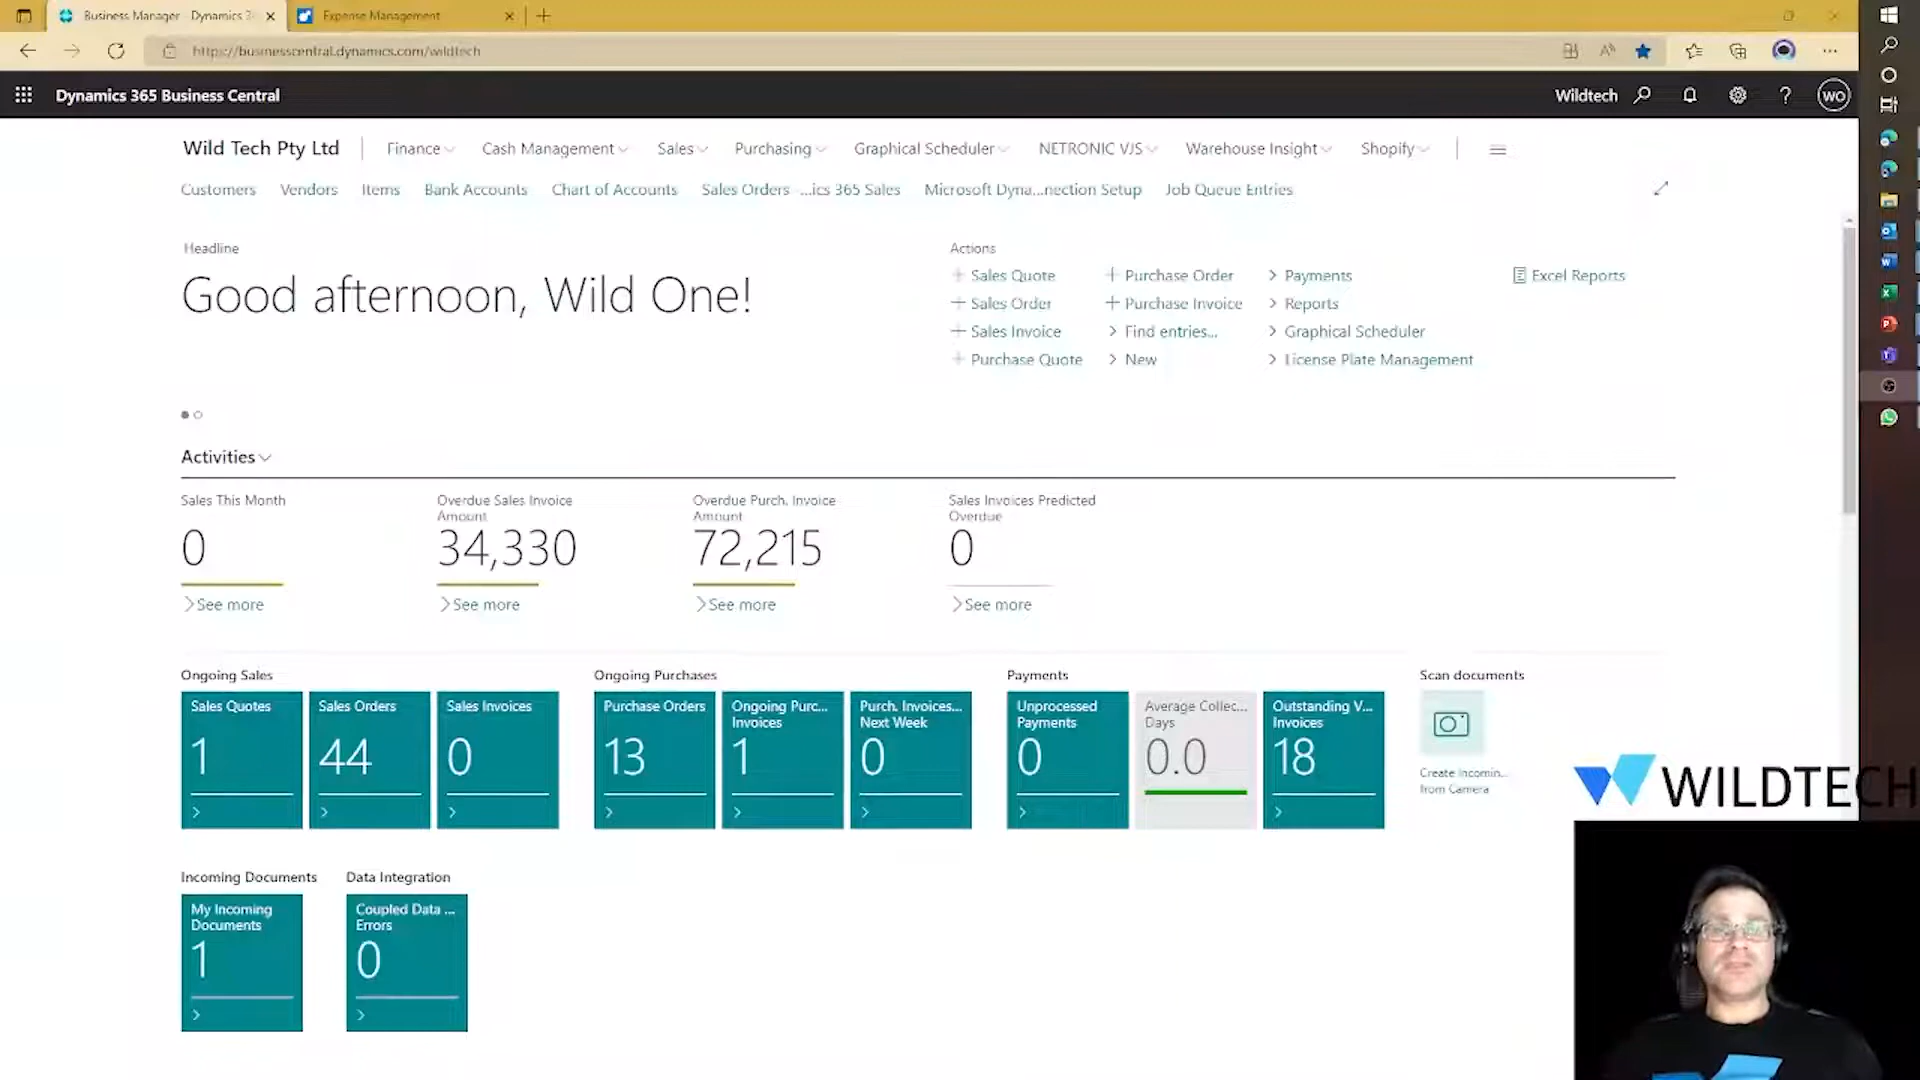 Business Manager - Dynamics 3
Expense Management
https://businesscentral.dynamics.com/wildtech
Dynamics 365 Business Central
Wildtech
WO
Wild Tech Pty Ltd
Finance
Cash Management
Sales
Purchasing
Graphical Scheduler
NETRONIC VJS
Warehouse Insight
Shopify
Customers
Vendors
Items
Bank Accounts
Chart of Accounts
Sales Orders - ...ics 365 Sales
Microsoft Dyna...nection Setup
Job Queue Entries
Headline
Good afternoon, Wild One!
Actions
Sales Quote
Sales Order
Sales Invoice
Purchase Quote
Purchase Order
Purchase Invoice
Find entries...
New
Payments
Reports
Graphical Scheduler
License Plate Management
Excel Reports
Activities
Sales This Month
0
See more
Overdue Sales Invoice
Amount
34,330
See more
Overdue Purch. Invoice
Amount
72,215
See more
Sales Invoices Predicted
Overdue
0
See more
Ongoing Sales
Sales Quotes
1
Sales Orders
44
Sales Invoices
0
Ongoing Purchases
Purchase Orders
13
Ongoing Purc...
Invoices
1
Purch. Invoices...
Next Week
0
Payments
Unprocessed
Payments
0
Average Collec...
Days
0.0
Outstanding V...
Invoices
18
Scan documents
Create Incomin...
from Camera
WILDTECH
Incoming Documents
My Incoming
Documents
1
Data Integration
Coupled Data ...
Errors
0